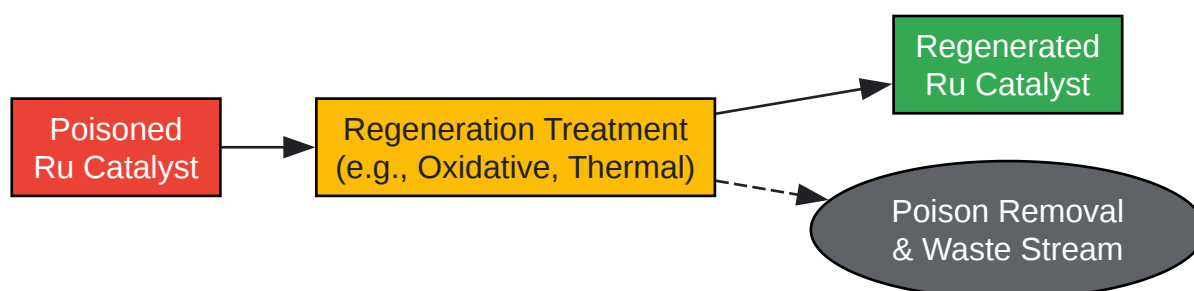 Poisoned
Ru Catalyst
Regeneration Treatment
(e.g., Oxidative, Thermal)
Regenerated
Ru Catalyst
Poison Removal
& Waste Stream